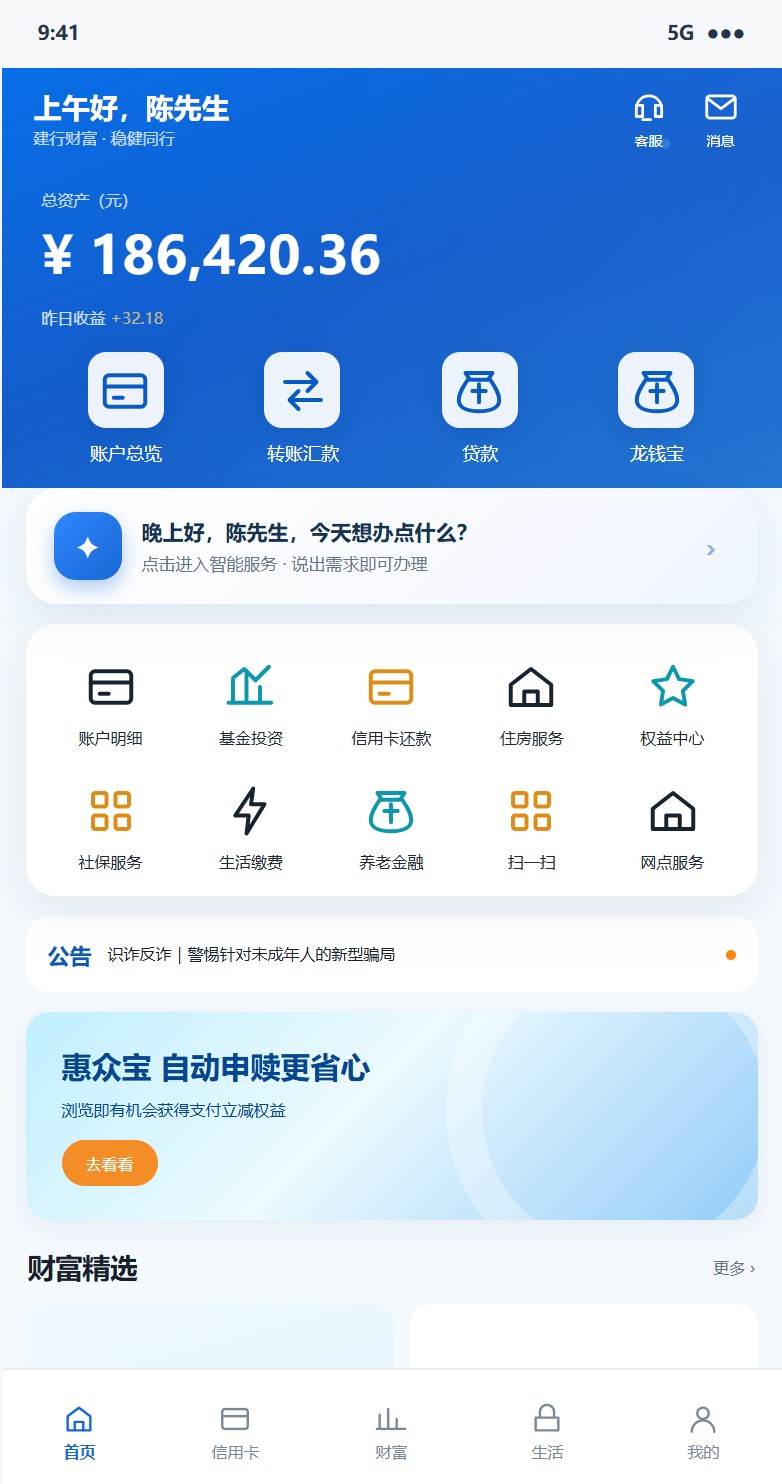 9:41
5G
上午好，陈先生
建行财富 · 稳健同行
客服
消息
总资产（元）
¥ 186,420.36
昨日收益 +32.18
账户总览
转账汇款
贷款
龙钱宝
晚上好，陈先生，今天想办点什么？
点击进入智能服务 · 说出需求即可办理
账户明细
基金投资
信用卡还款
住房服务
权益中心
社保服务
生活缴费
养老金融
扫一扫
网点服务
公告 识诈反诈｜警惕针对未成年人的新型骗局
惠众宝 自动申赎更省心
浏览即有机会获得支付立减权益
去看看
财富精选
更多 ›
首页
信用卡
财富
生活
我的